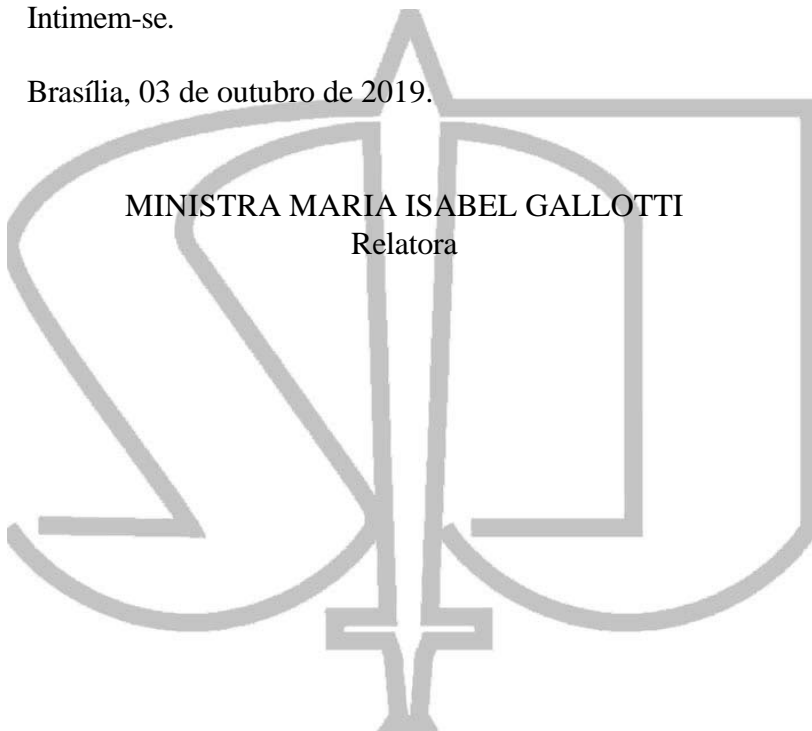 Intimem-se.
Brasília, 03 de outubro de 2019.
MINISTRA MARIA ISABEL GALLOTTI
Relatora